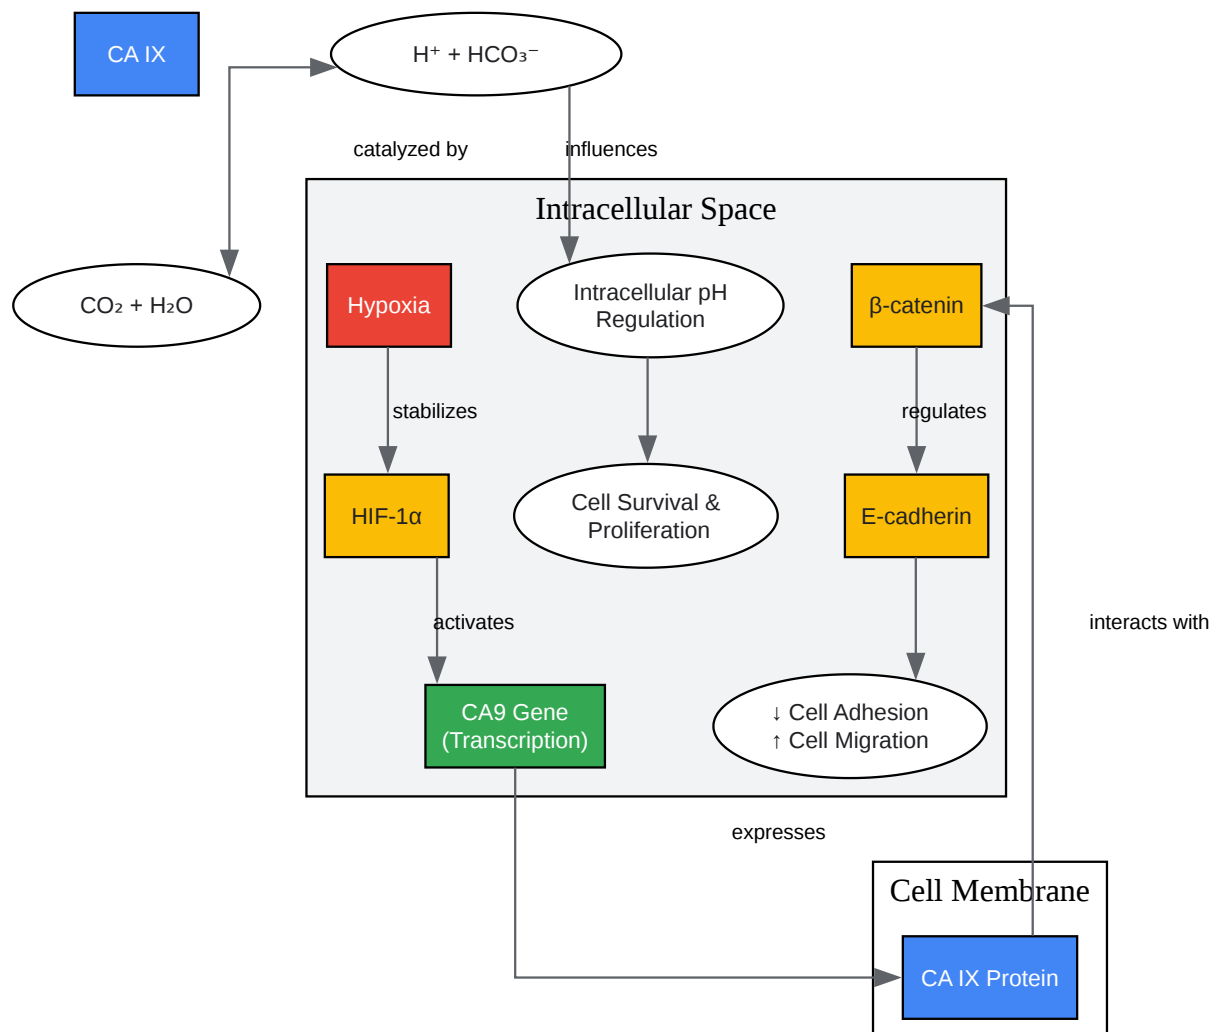 CA IX
H⁺ + HCO₃⁻
catalyzed by
influences
Intracellular Space
CO₂ + H₂O
Hypoxia
Intracellular pH
Regulation
β-catenin
stabilizes
regulates
HIF-1α
Cell Survival &
Proliferation
E-cadherin
activates
interacts with
CA9 Gene
(Transcription)
↓ Cell Adhesion
↑ Cell Migration
expresses
Cell Membrane
CA IX Protein